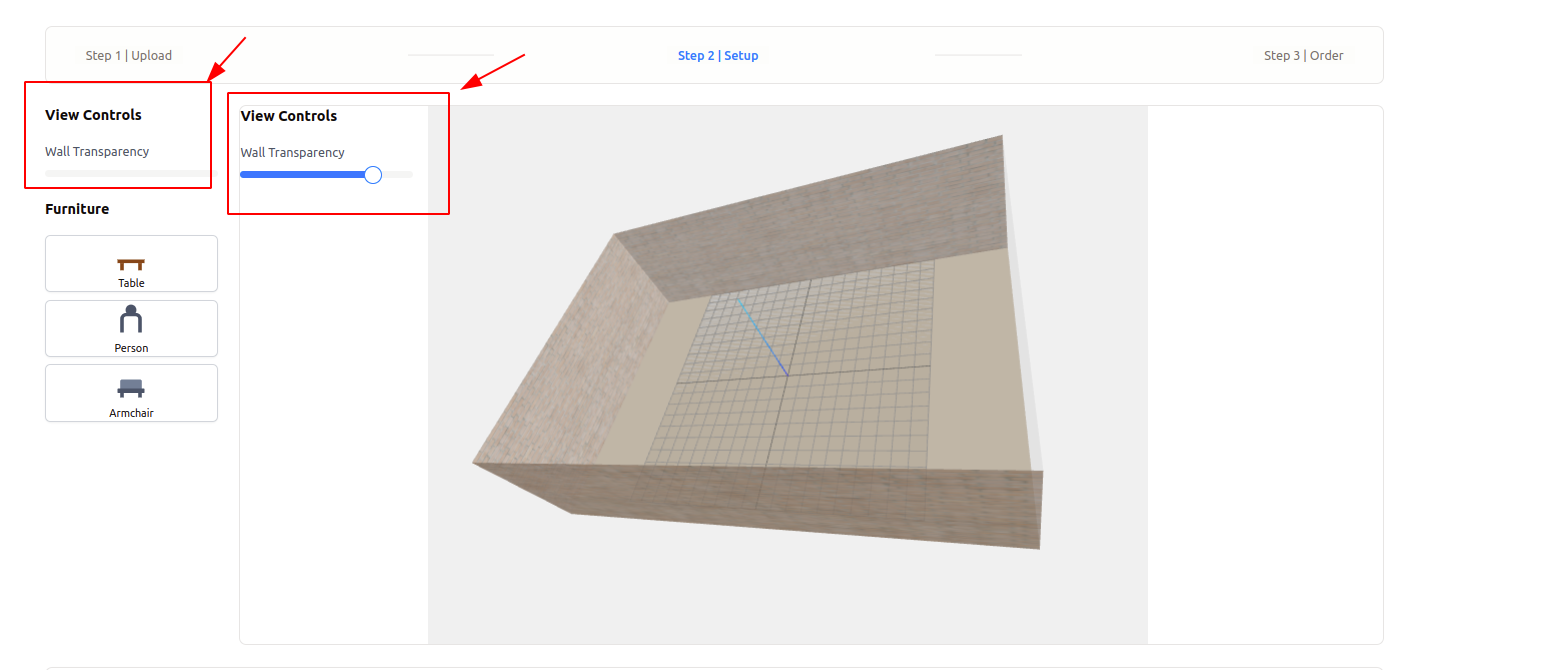 Step 1 | Upload
Step 2 | Setup
Step 3 | Order
View Controls
Wall Transparency
View Controls
Wall Transparency
Furniture
Table
Person
Armchair